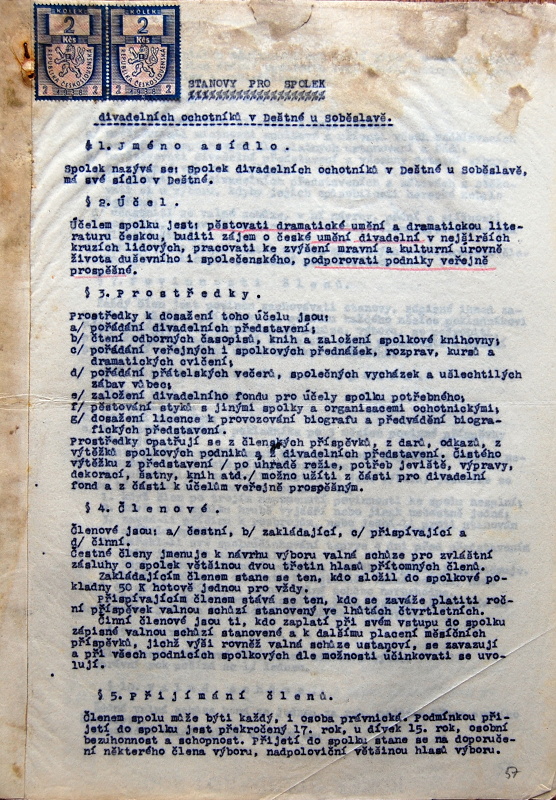 KOLEK
2
Kčs
REPUBLIKA ČESKOSLOVENSKÁ
2 2
KOLEK
2
Kčs
REPUBLIKA ČESKOSLOVENSKÁ
2 2
STANOVY PRO SPOLEK
divadelních ochotníků v Deštné u Soběslavě.
§ 1. Jméno a sídlo.
Spolek nazývá se: Spolek divadelních ochotníků v Deštné u Soběslavě,
má své sídlo v Deštné.
§ 2. Účel.
Účelem spolku jest: pěstovati dramatické umění a dramatickou lite-
raturu českou, buditi zájem o české umění divadelní v nejširších
kruzích lidových, pracovati ke zvýšení mravní a kulturní úrovně
života duševního i společenského, podporovati podniky veřejně
prospěšné.
§ 3. Prostředky.
Prostředky k dosažení toho účelu jsou:
a/ pořádání divadelních představení;
b/ čtení odborných časopisů, knih a založení spolkové knihovny;
c/ pořádání veřejných i spolkových přednášek, rozprav, kursů a
dramatických cvičení;
d/ pořádání přátelských večerů, společných vycházek a ušlechtilých
zábav vůbec;
e/ založení divadelního fondu pro účely spolku potřebného;
f/ pěstování styků s jinými spolky a organisacemi ochotnickými;
g/ dosažení licence k provozování biografu a předvádění biogra-
fických představení.
Prostředky opatřují se z členských příspěvků, z darů, odkazů, z
výtěžků spolkových podniků a z divadelních představení. Čistého
výtěžku z představení / po úhradě režie, potřeb jeviště, výpravy,
dekorací, šatny, knih atd./ možno užíti z části pro divadelní
fond a z části k účelům veřejně prospěšným.
§ 4. Členové.
Členové jsou: a/ čestní, b/ zakládající, c/ přispívající a
d/ činní.
Čestné členy jmenuje k návrhu výboru valná schůze pro zvláštní
zásluhy o spolek většinou dvou třetin hlasů přítomných členů.
Zakládajícím členem stane se ten, kdo složil do spolkové po-
kladny 50 K hotově jednou pro vždy.
Přispívajícím členem stává se ten, kdo se zaváže platiti roč-
ní příspěvek valnou schůzí stanovený ve lhůtách čtvrtletních.
Činní členové jsou ti, kdo zaplatí při svém vstupu do spolku
zápisné valnou schůzí stanovené a k dalšímu placení měsíčních
příspěvků, jichž výši rovněž valná schůze ustanoví, se zavazují
a při všech podnicích spolkových dle možnosti účinkovati se uvo-
lují.
§ 5. Přijímání členů.
Členem spolu může býti každý, i osoba právnická. Podmínkou při-
jetí do spolku jest překročený 17. rok, u dívek 15. rok, osobní
bezúhonnost a schopnost. Přijetí do spolku stane se na doporuče-
ní některého člena výboru, nadpoloviční většinou hlasů výboru.
57